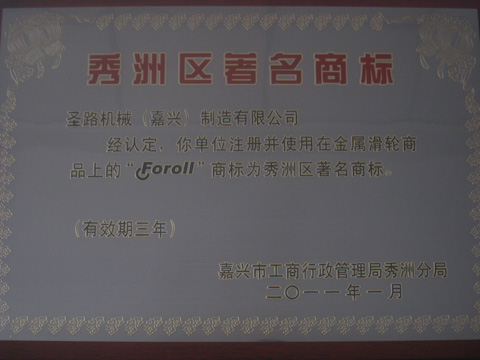 秀洲区著名商标
圣路机械（嘉兴）制造有限公司
经认定，你单位注册并使用在金属滑轮商
品上的“Foroll”商标为秀洲区著名商标。
（有效期三年）
嘉兴市工商行政管理局秀洲分局
二〇一一年一月